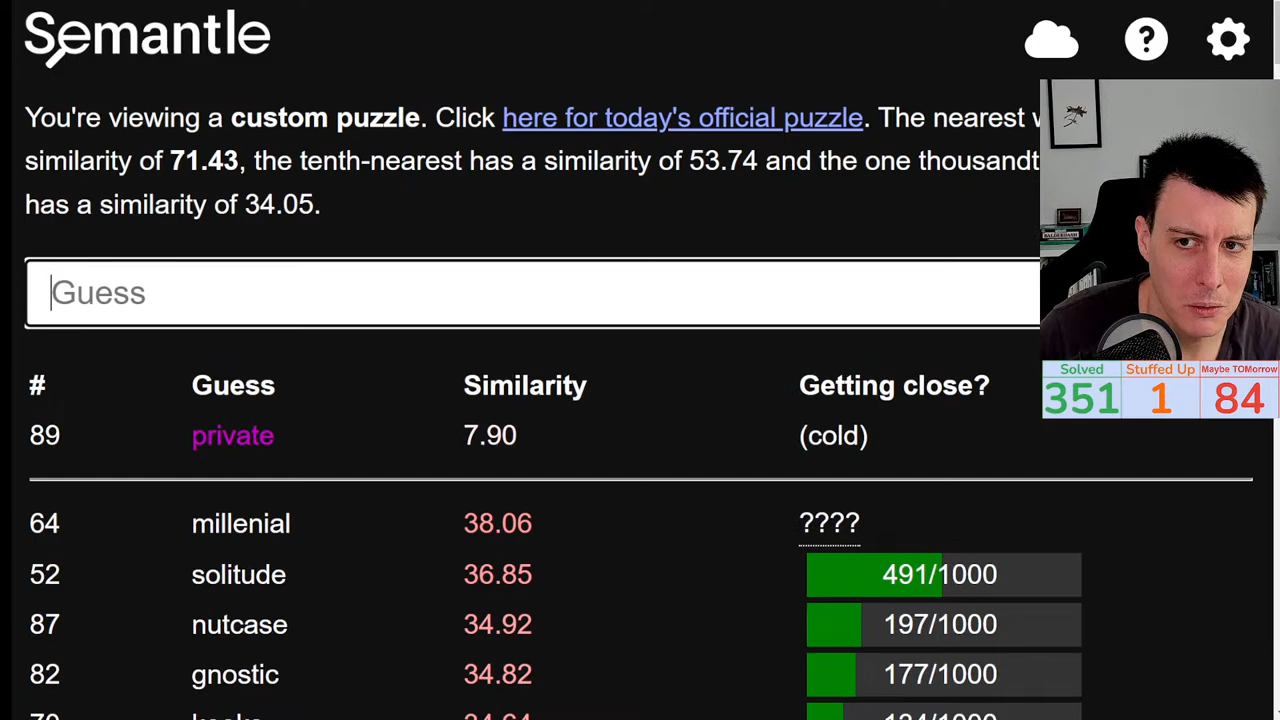 Semantle
You're viewing a custom puzzle. Click here for today's official puzzle. The nearest
similarity of 71.43, the tenth-nearest has a similarity of 53.74 and the one thousandt
has a similarity of 34.05.
Guess
# Guess Similarity Getting close?
89 private 7.90 (cold)
64 millenial 38.06 ????
52 solitude 36.85 491/1000
87 nutcase 34.92 197/1000
82 gnostic 34.82 177/1000
Solved Stuffed Up Maybe TOMorrow
351 1 84